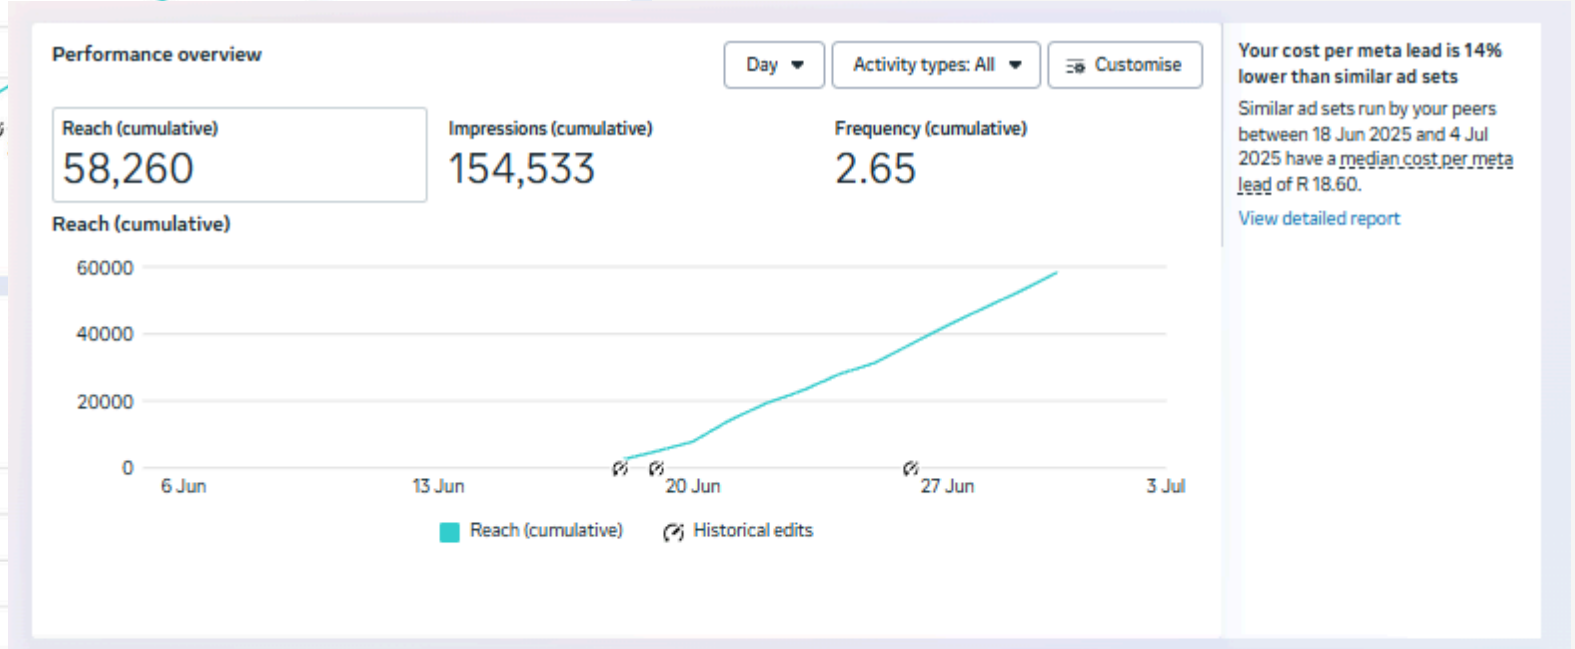 Performance overview
Day
Activity types: All
Customise
Reach (cumulative)
58,260
Impressions (cumulative)
154,533
Frequency (cumulative)
2.65
Reach (cumulative)
60000
40000
20000
0
6 Jun
13 Jun
20 Jun
27 Jun
3 Jul
Reach (cumulative)
Historical edits
Your cost per meta lead is 14%
lower than similar ad sets
Similar ad sets run by your peers
between 18 Jun 2025 and 4 Jul
2025 have a median cost per meta
lead of R 18.60.
View detailed report